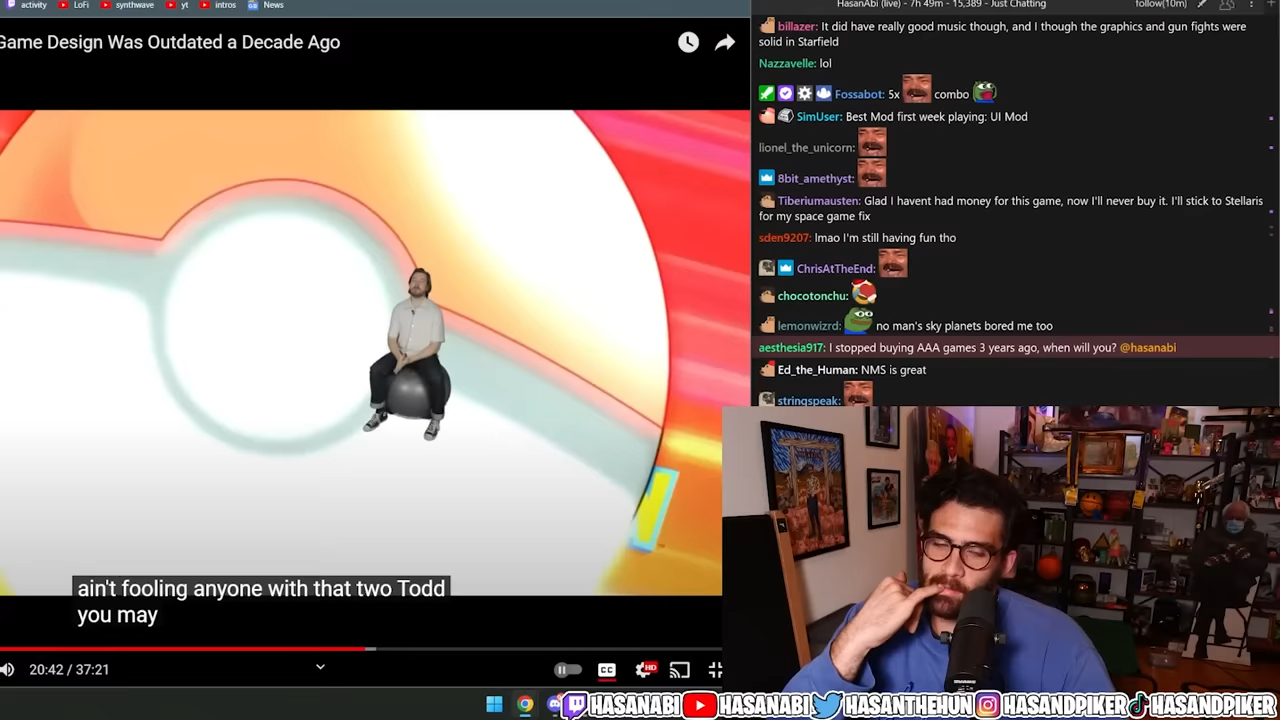 activity LoFi synthwave yt intros News
Game Design Was Outdated a Decade Ago
ain't fooling anyone with that two Todd
you may
20:42 / 37:21
CC
HD
HasanAbi (live) - 7h 49m - 15,389 - Just Chatting
follow(10m)
billazer: It did have really good music though, and I though the graphics and gun fights were
solid in Starfield
Nazzavelle: lol
Fossabot: 5x combo
SimUser: Best Mod first week playing: UI Mod
lionel_the_unicorn:
8bit_amethyst:
Tiberiumausten: Glad I havent had money for this game, now I'll never buy it. I'll stick to Stellaris
for my space game fix
sden9207: lmao I'm still having fun tho
ChrisAtTheEnd:
chocotonchu:
lemonwizrd: no man's sky planets bored me too
aesthesia917: I stopped buying AAA games 3 years ago, when will you? @hasanabi
Ed_the_Human: NMS is great
stringspeak:
HASANABI HASANABI HASANTHEHUN HASANDPIKER HASANDPIKER